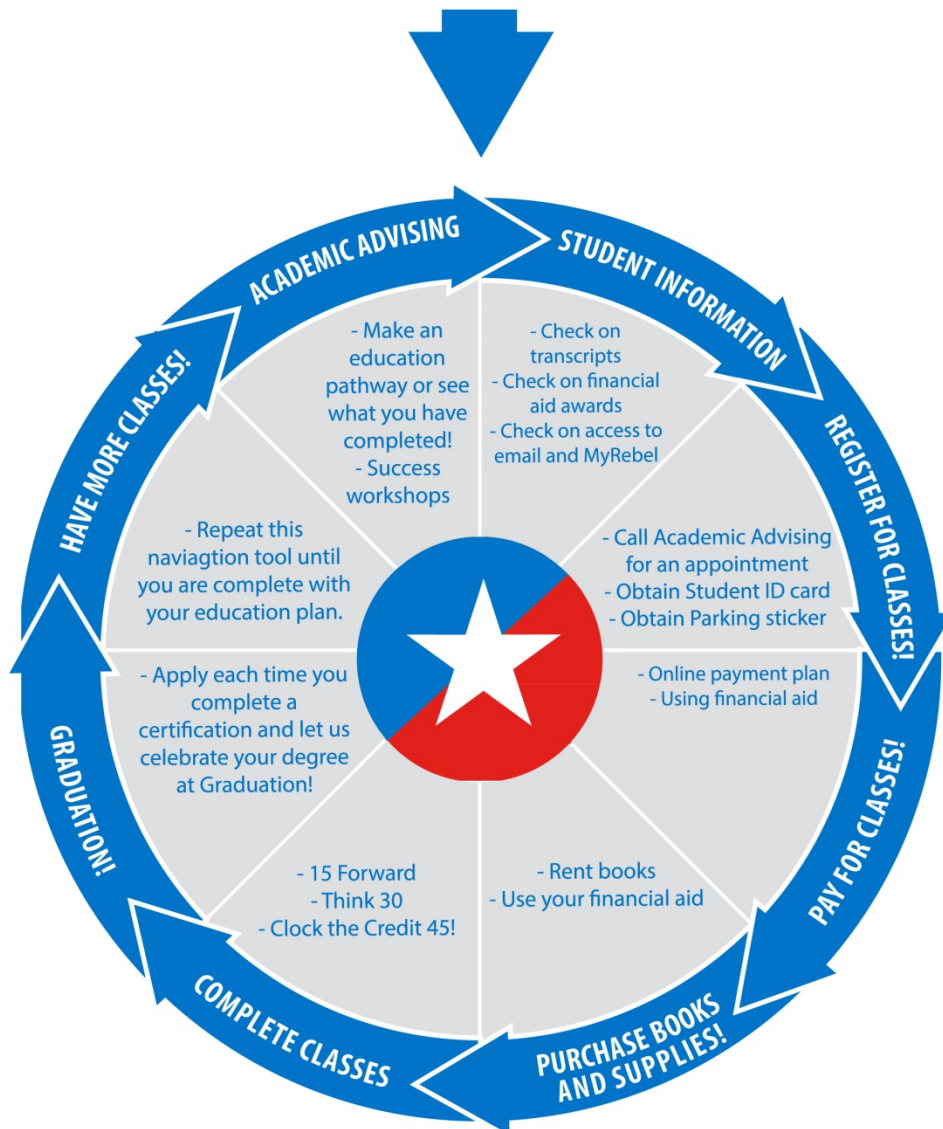 STUDENT INFORMATION
- Check on
transcripts
- Check on financial
aid awards
- Check on access to
email and MyRebel
REGISTER FOR CLASSES!
- Call Academic Advising
for an appointment
- Obtain Student ID card
- Obtain Parking sticker
PAY FOR CLASSES!
- Online payment plan
- Using financial aid
PURCHASE BOOKS
AND SUPPLIES!
- Rent books
- Use your financial aid
COMPLETE CLASSES
- 15 Forward
- Think 30
- Clock the Credit 45!
GRADUATION!
- Apply each time you
complete a
certification and let us
celebrate your degree
at Graduation!
HAVE MORE CLASSES!
- Repeat this
naviagtion tool until
you are complete with
your education plan.
ACADEMIC ADVISING
- Make an
education
pathway or see
what you have
completed!
- Success
workshops